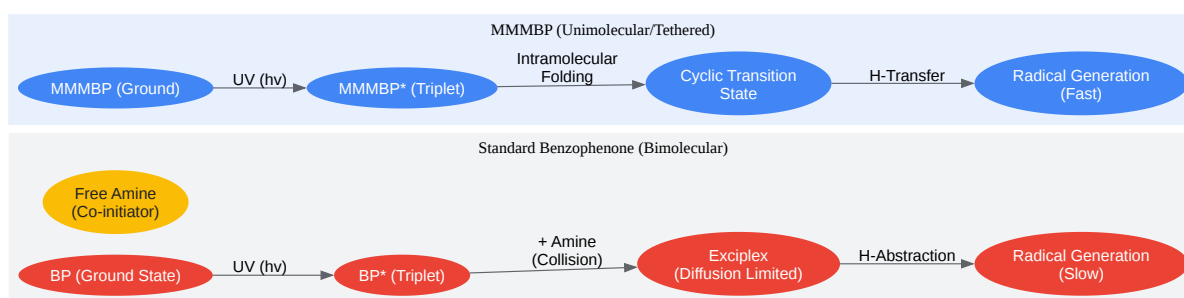 MMMBP (Unimolecular/Tethered)
MMMBP (Ground)
UV (hv)
MMMBP* (Triplet)
Intramolecular
Folding
Cyclic Transition
State
H-Transfer
Radical Generation
(Fast)
Standard Benzophenone (Bimolecular)
Free Amine
(Co-initiator)
BP (Ground State)
UV (hv)
BP* (Triplet)
+ Amine
(Collision)
Exciplex
(Diffusion Limited)
H-Abstraction
Radical Generation
(Slow)